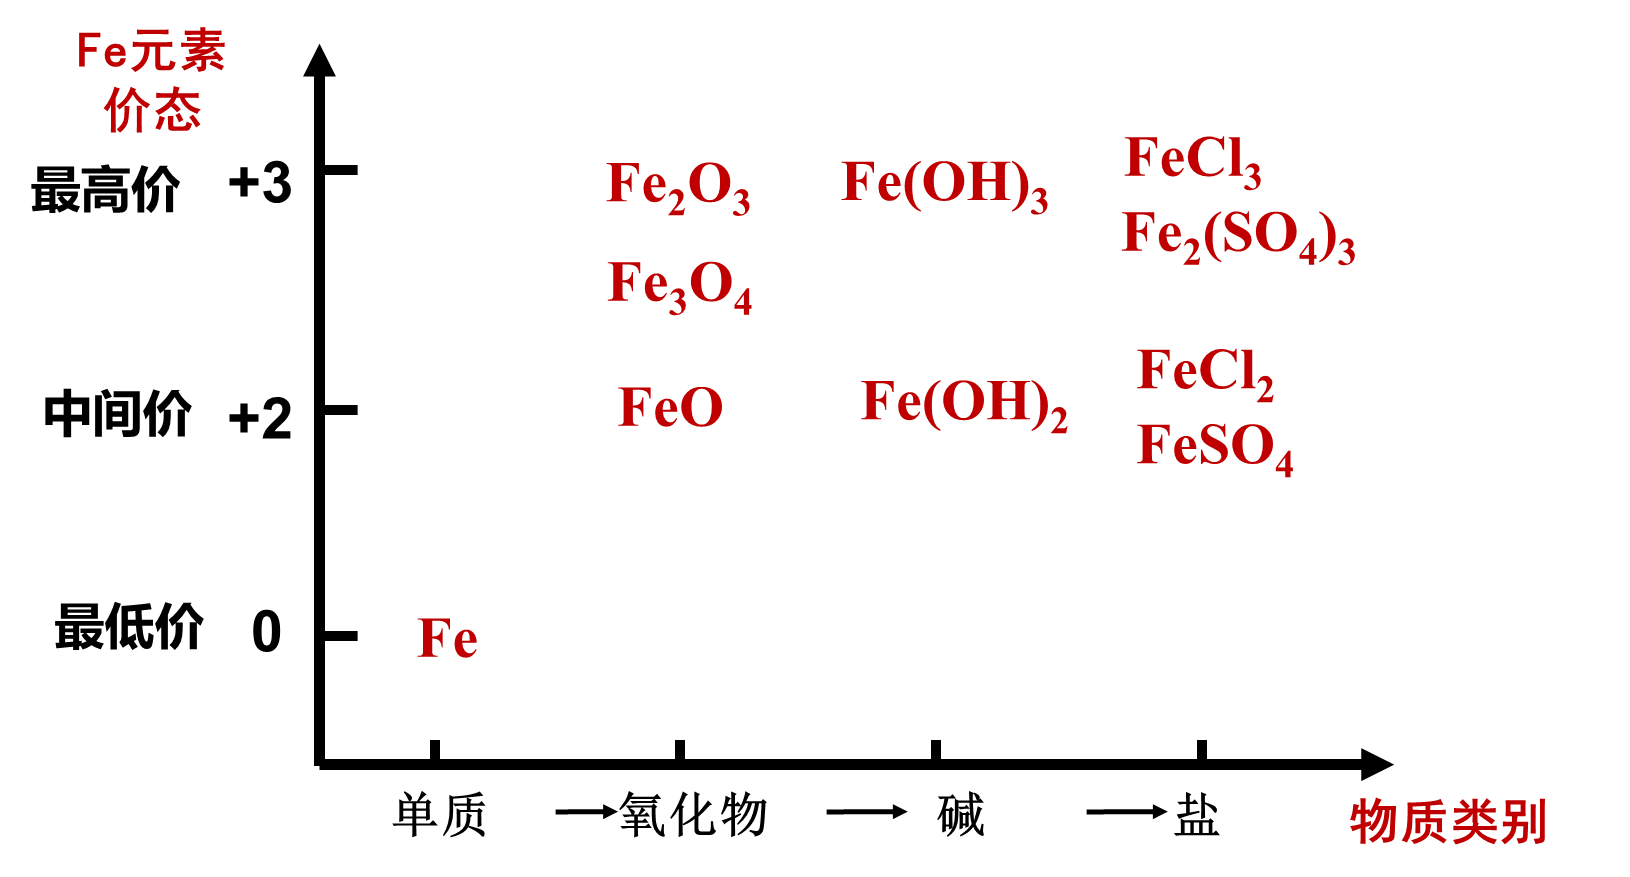 Fe元素
价态
最高价 +3 Fe₂O₃ Fe(OH)₃ FeCl₃
Fe₂(SO₄)₃
Fe₃O₄
中间价 +2 FeO Fe(OH)₂ FeCl₂
FeSO₄
最低价 0 Fe
单质 →氧化物 → 碱 → 盐 物质类别